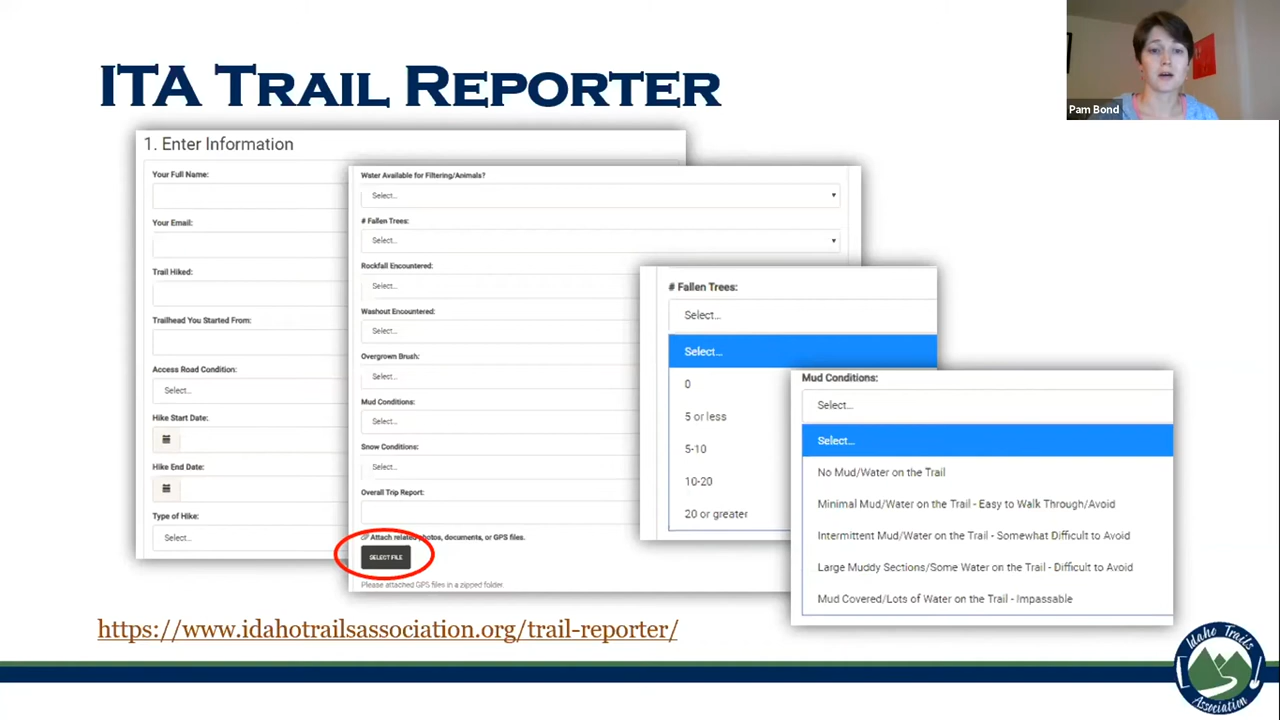 ITA TRAIL REPORTER
Pam Bond
1. Enter Information
Your Full Name:
Your Email:
Trail Hiked:
Trailhead You Started From:
Access Road Condition:
Select...
Hike Start Date:
Hike End Date:
Type of Hike:
Select...
Water Available for Filtering/Animals?
Select...
# Fallen Trees:
Select...
Rockfall Encountered:
Select...
Washout Encountered:
Select...
Overgrown Brush:
Select...
Mud Conditions:
Select...
Snow Conditions:
Select...
Overall Trip Report:
Attach related photos, documents, or GPS files.
SELECT FILE
Please attached GPS files in a zipped folder.
# Fallen Trees:
Select...
Select...
0
5 or less
5-10
10-20
20 or greater
Mud Conditions:
Select...
Select...
No Mud/Water on the Trail
Minimal Mud/Water on the Trail - Easy to Walk Through/Avoid
Intermittent Mud/Water on the Trail - Somewhat Difficult to Avoid
Large Muddy Sections/Some Water on the Trail - Difficult to Avoid
Mud Covered/Lots of Water on the Trail - Impassable
https://www.idahotrailsassociation.org/trail-reporter/
Idaho Trails
Association